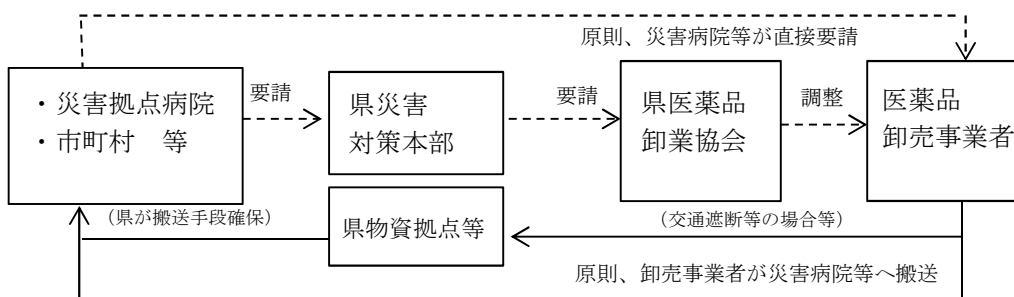 原則、災害病院等が直接要請
・災害拠点病院
・市町村　等
要請
県災害
対策本部
要請
県医薬品
卸業協会
調整
医薬品
卸売事業者
(県が搬送手段確保)
県物資拠点等
(交通遮断等の場合等)
原則、卸売事業者が災害病院等へ搬送